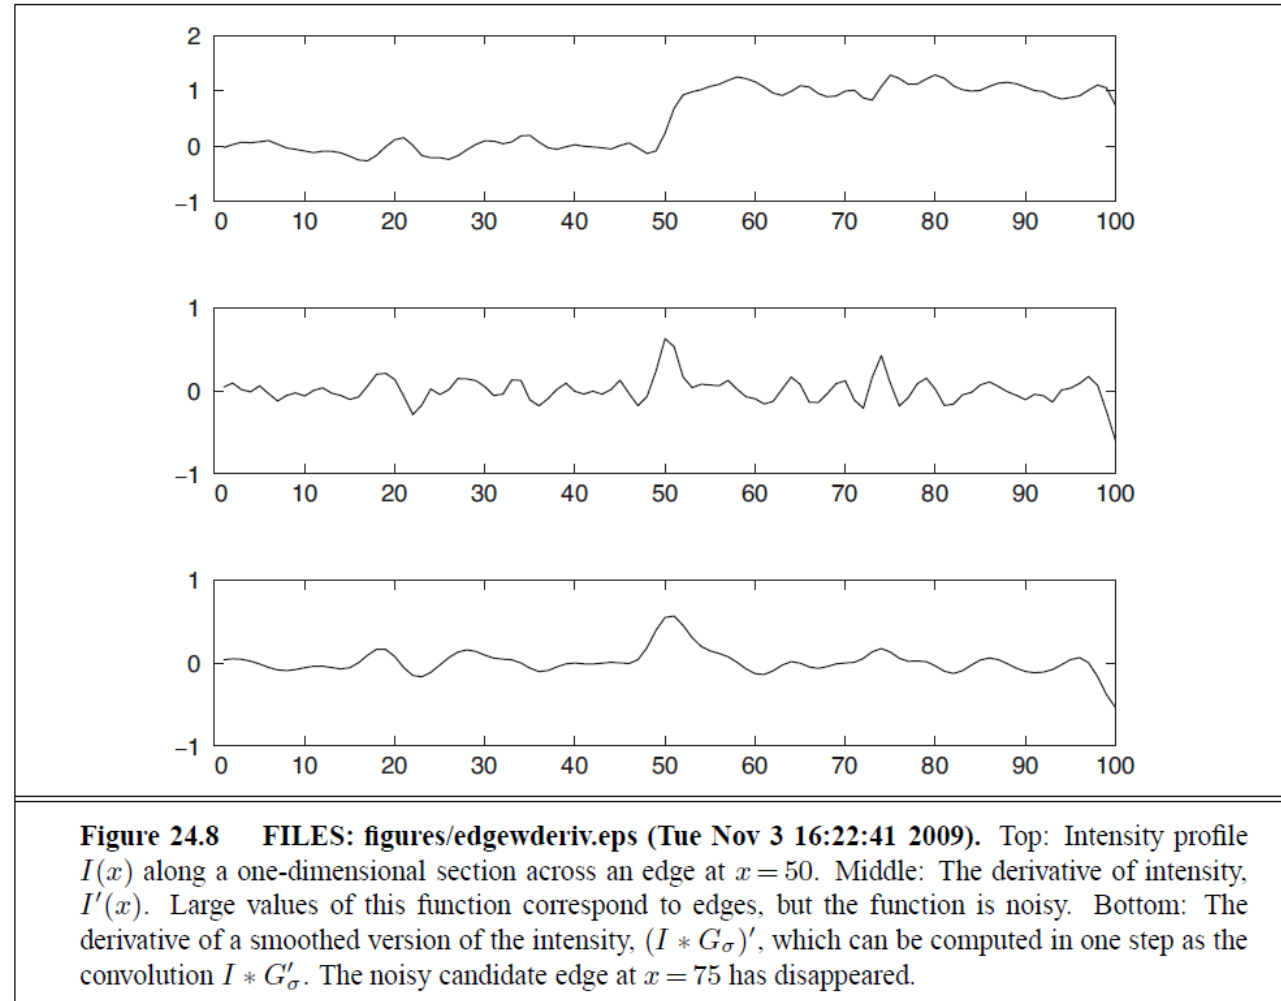 2
1
0
−1
0 10 20 30 40 50 60 70 80 90 100
1
0
−1
0 10 20 30 40 50 60 70 80 90 100
1
0
−1
0 10 20 30 40 50 60 70 80 90 100
Figure 24.8 FILES: figures/edgewderiv.eps (Tue Nov 3 16:22:41 2009). Top: Intensity profile
I(x) along a one-dimensional section across an edge at x = 50. Middle: The derivative of intensity,
I′(x). Large values of this function correspond to edges, but the function is noisy. Bottom: The
derivative of a smoothed version of the intensity, (I ∗ Gσ)′, which can be computed in one step as the
convolution I ∗ G′σ. The noisy candidate edge at x = 75 has disappeared.